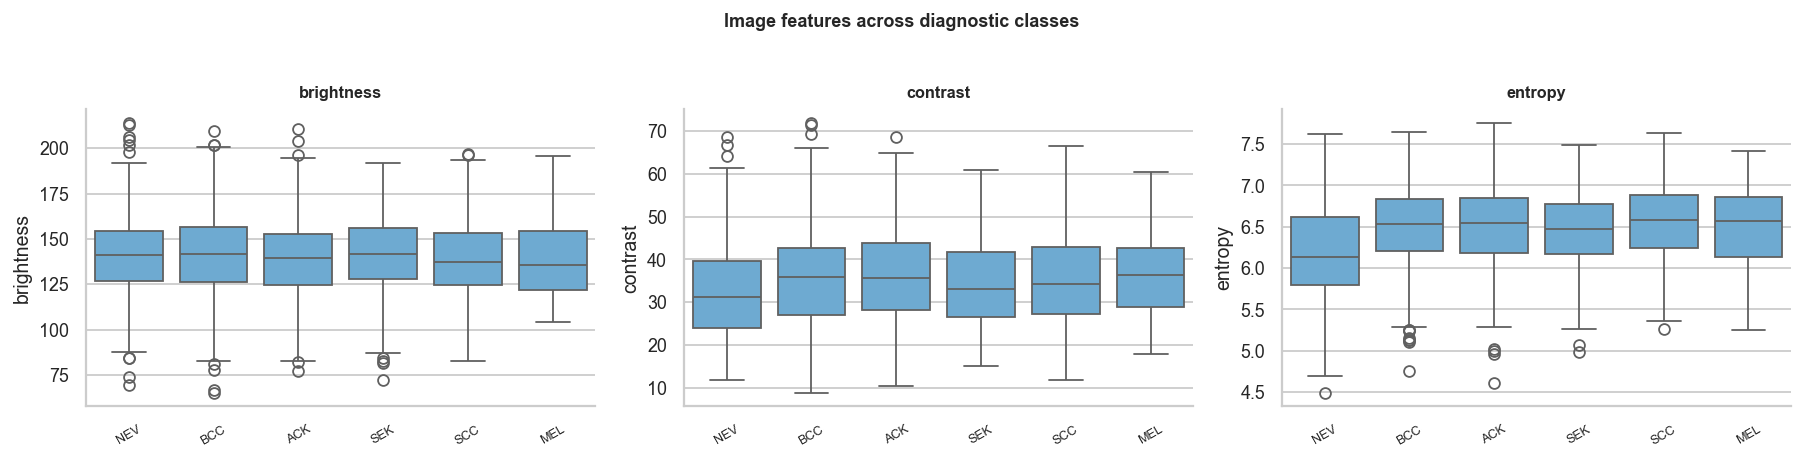 Image features across diagnostic classes
brightness
brightness
200
175
150
125
100
75
NEV
BCC
ACK
SEK
SCC
MEL
contrast
contrast
70
60
50
40
30
20
10
NEV
BCC
ACK
SEK
SCC
MEL
entropy
entropy
7.5
7.0
6.5
6.0
5.5
5.0
4.5
NEV
BCC
ACK
SEK
SCC
MEL